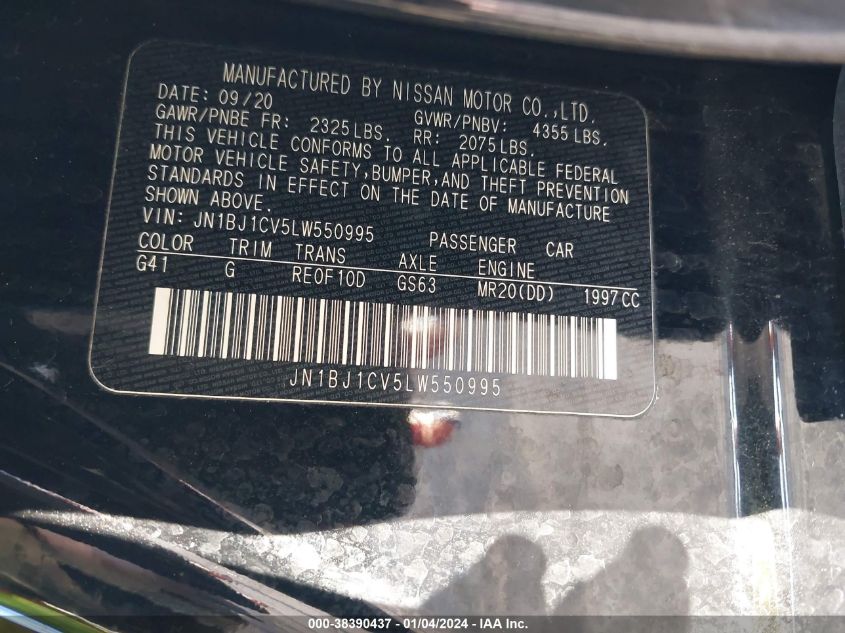 MANUFACTURED BY NISSAN MOTOR CO.,LTD.
DATE: 09/20 GVWR/PNBV: 4355 LBS.
GAWR/PNBE FR: 2325 LBS. RR: 2075 LBS.
THIS VEHICLE CONFORMS TO ALL APPLICABLE FEDERAL
MOTOR VEHICLE SAFETY, BUMPER, AND THEFT PREVENTION
STANDARDS IN EFFECT ON THE DATE OF MANUFACTURE
SHOWN ABOVE.
VIN: JN1BJ1CV5LW550995 PASSENGER CAR
COLOR TRIM TRANS AXLE ENGINE
G41 G RE0F10D GS63 MR20(DD) 1997CC
JN1BJ1CV5LW550995
000-38390437 - 01/04/2024 - IAA Inc.